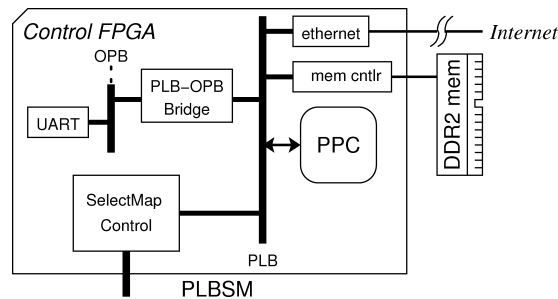 Control FPGA
ethernet
Internet
OPB
PLB-OPB
Bridge
mem cntlr
DDR2 mem
UART
PPC
SelectMap
Control
PLB
PLBSM